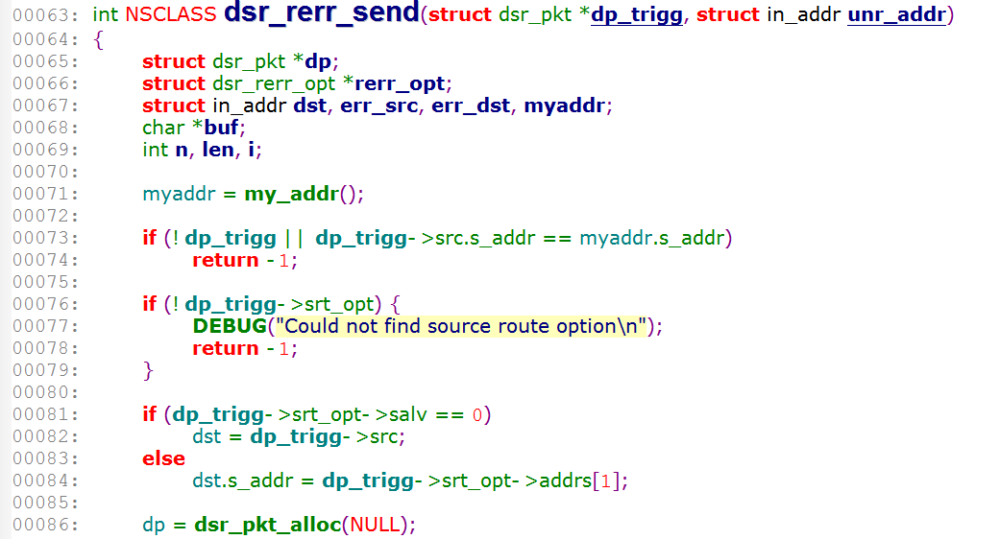 00063: int NSCLASS dsr_rerr_send(struct dsr_pkt *dp_trigg, struct in_addr unr_addr)
00064: {
00065: struct dsr_pkt *dp;
00066: struct dsr_rerr_opt *rerr_opt;
00067: struct in_addr dst, err_src, err_dst, myaddr;
00068: char *buf;
00069: int n, len, i;
00070:
00071: myaddr = my_addr();
00072:
00073: if (! dp_trigg || dp_trigg- >src.s_addr == myaddr.s_addr)
00074: return - 1;
00075:
00076: if (! dp_trigg- >srt_opt) {
00077: DEBUG("Could not find source route option\n");
00078: return - 1;
00079: }
00080:
00081: if (dp_trigg- >srt_opt- >salv == 0)
00082: dst = dp_trigg- >src;
00083: else
00084: dst.s_addr = dp_trigg- >srt_opt- >addrs[1];
00085:
00086: dp = dsr_pkt_alloc(NULL);